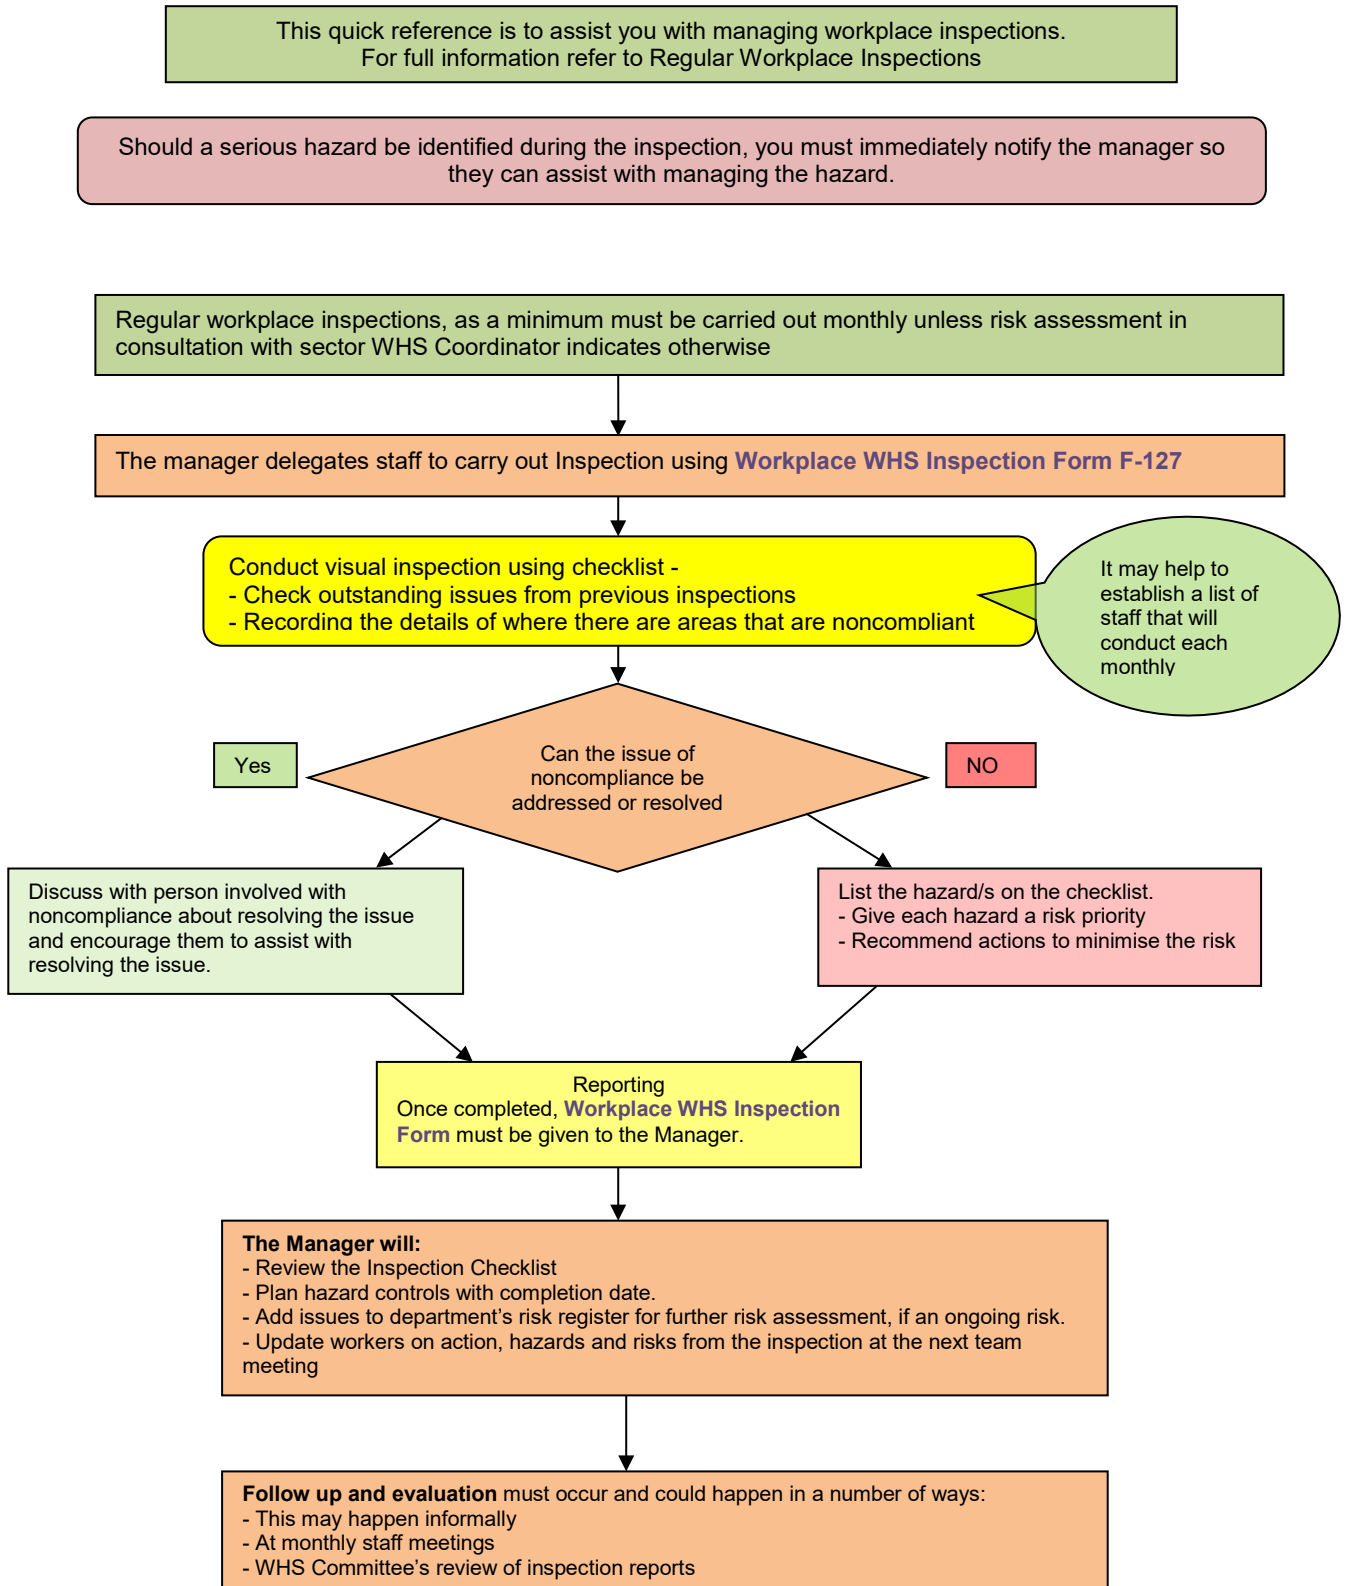 This quick reference is to assist you with managing workplace inspections.
For full information refer to Regular Workplace Inspections
Should a serious hazard be identified during the inspection, you must immediately notify the manager so
they can assist with managing the hazard.
Regular workplace inspections, as a minimum must be carried out monthly unless risk assessment in
consultation with sector WHS Coordinator indicates otherwise
The manager delegates staff to carry out Inspection using Workplace WHS Inspection Form F-127
Conduct visual inspection using checklist -
- Check outstanding issues from previous inspections
- Recording the details of where there are areas that are noncompliant
It may help to
establish a list of
staff that will
conduct each
monthly
Can the issue of
noncompliance be
addressed or resolved
Yes
NO
Discuss with person involved with
noncompliance about resolving the issue
and encourage them to assist with
resolving the issue.
List the hazard/s on the checklist.
- Give each hazard a risk priority
- Recommend actions to minimise the risk
Reporting
Once completed, Workplace WHS Inspection
Form must be given to the Manager.
The Manager will:
- Review the Inspection Checklist
- Plan hazard controls with completion date.
- Add issues to department's risk register for further risk assessment, if an ongoing risk.
- Update workers on action, hazards and risks from the inspection at the next team
meeting
Follow up and evaluation must occur and could happen in a number of ways:
- This may happen informally
- At monthly staff meetings
- WHS Committee's review of inspection reports